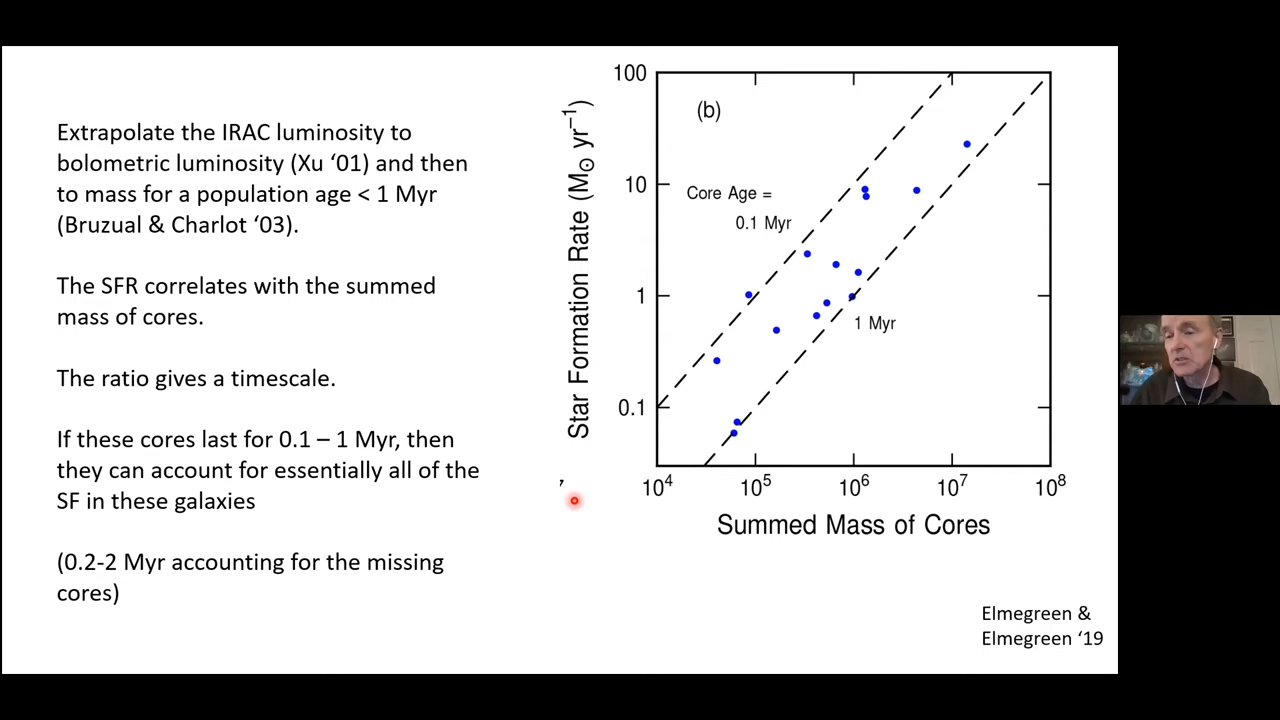 Extrapolate the IRAC luminosity to
bolometric luminosity (Xu ‘01) and then
to mass for a population age < 1 Myr
(Bruzual & Charlot ‘03).
The SFR correlates with the summed
mass of cores.
The ratio gives a timescale.
If these cores last for 0.1 – 1 Myr, then
they can account for essentially all of the
SF in these galaxies
(0.2-2 Myr accounting for the missing
cores)
Star Formation Rate (M⊙ yr⁻¹)
100
10
1
0.1
(b)
Core Age =
0.1 Myr
1 Myr
10⁴ 10⁵ 10⁶ 10⁷ 10⁸
Summed Mass of Cores
Elmegreen &
Elmegreen ‘19